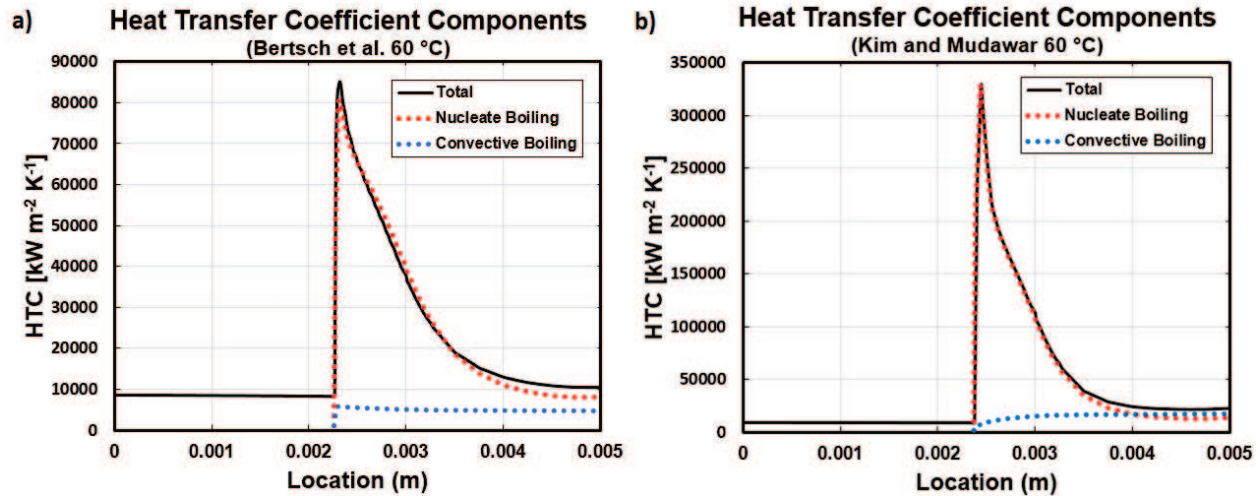 a)
Heat Transfer Coefficient Components
(Bertsch et al. 60 °C)
90000
80000
70000
60000
50000
40000
30000
20000
10000
0
HTC [kW m-2 K-1]
Total
Nucleate Boiling
Convective Boiling
0
0.001
0.002
0.003
0.004
0.005
Location (m)
b)
Heat Transfer Coefficient Components
(Kim and Mudawar 60 °C)
350000
300000
250000
200000
150000
100000
50000
0
HTC [kW m-2 K-1]
Total
Nucleate Boiling
Convective Boiling
0
0.001
0.002
0.003
0.004
0.005
Location (m)